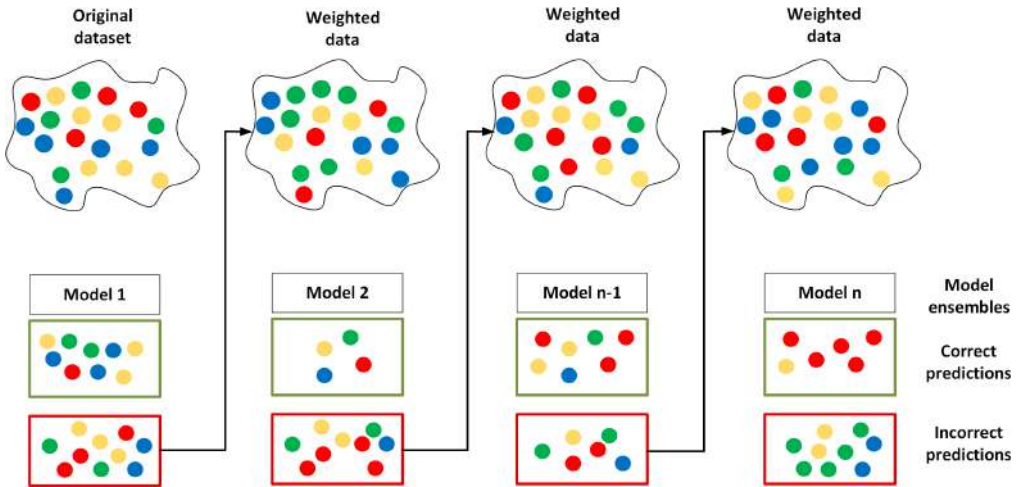 Original
dataset
Weighted
data
Weighted
data
Weighted
data
Model 1
Model 2
Model n-1
Model n
Model
ensembles
Correct
predictions
Incorrect
predictions